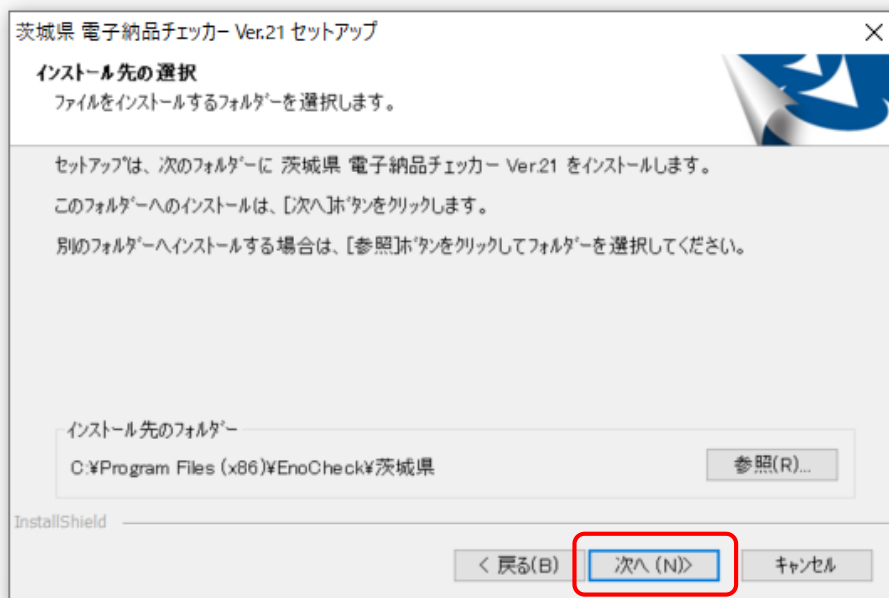 茨城県 電子納品チェッカー Ver.21 セットアップ
インストール先の選択
ファイルをインストールするフォルダーを選択します。
セットアップは、次のフォルダーに 茨城県 電子納品チェッカー Ver.21 をインストールします。
このフォルダーへのインストールは、[次へ]ボタンをクリックします。
別のフォルダーへインストールする場合は、[参照]ボタンをクリックしてフォルダーを選択してください。
インストール先のフォルダー
C:¥Program Files (x86)¥EnoCheck¥茨城県
参照(R)...
InstallShield
< 戻る(B)
次へ (N)>
キャンセル